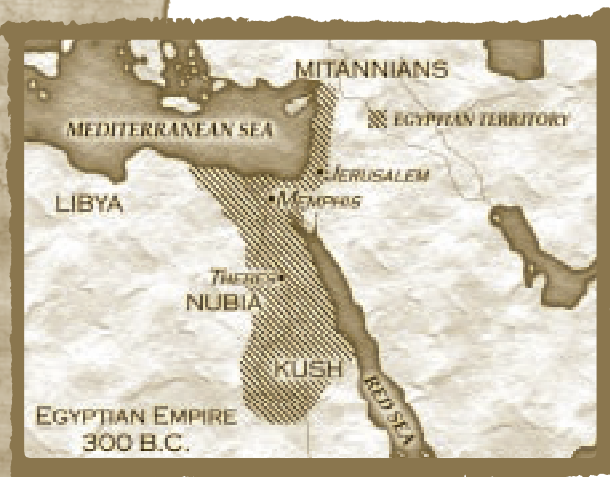 MITANNIANS
EGYPTIAN TERRITORY
MEDITERRANEAN SEA
JERUSALEM
LIBYA
MEMPHIS
THEBES
NUBIA
KUSH
RED SEA
EGYPTIAN EMPIRE
300 B.C.